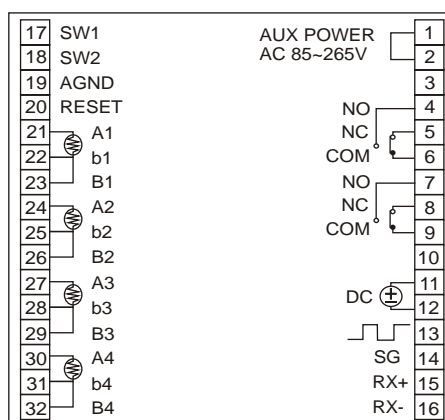 17 SW1
18 SW2
19 AGND
20 RESET
21 A1
22 b1
23 B1
24 A2
25 b2
26 B2
27 A3
28 b3
29 B3
30 A4
31 b4
32 B4
AUX POWER 1
AC 85~265V 2
3
NO 4
NC 5
COM 6
NO 7
NC 8
COM 9
10
11
DC 12
13
SG 14
RX+ 15
RX- 16